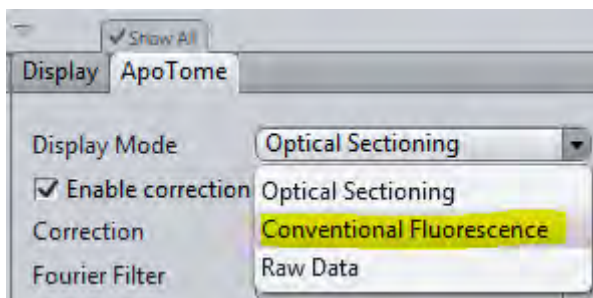 Show All
Display ApoTome
Display Mode Optical Sectioning
Enable correction Optical Sectioning
Correction Conventional Fluorescence
Fourier Filter Raw Data